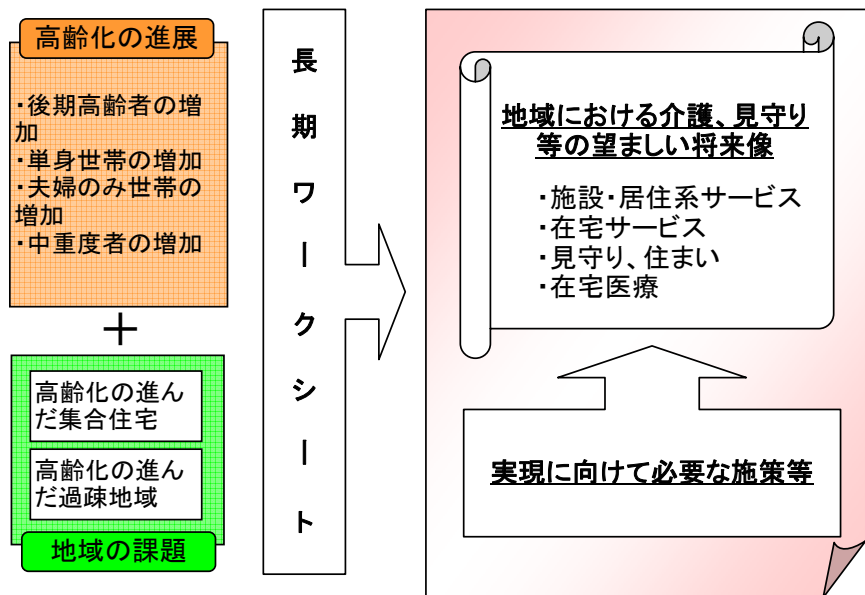 高齢化の進展
・後期高齢者の増
加
・単身世帯の増加
・夫婦のみ世帯の
増加
・中重度者の増加
＋
高齢化の進ん
だ集合住宅
高齢化の進ん
だ過疎地域
地域の課題
長期ワークシート
地域における介護、見守り
等の望ましい将来像
・施設・居住系サービス
・在宅サービス
・見守り、住まい
・在宅医療
実現に向けて必要な施策等